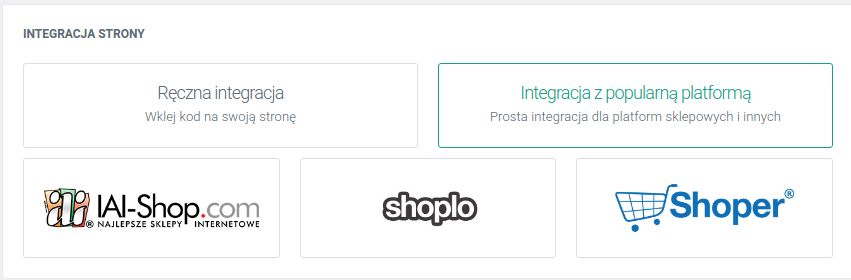 INTEGRACJA STRONY
Ręczna integracja
Wklej kod na swoją stronę
Integracja z popularną platformą
Prosta integracja dla platform sklepowych i innych
IAI-Shop.com
® NAJLEPSZE SKLEPY INTERNETOWE
shoplo
Shoper®